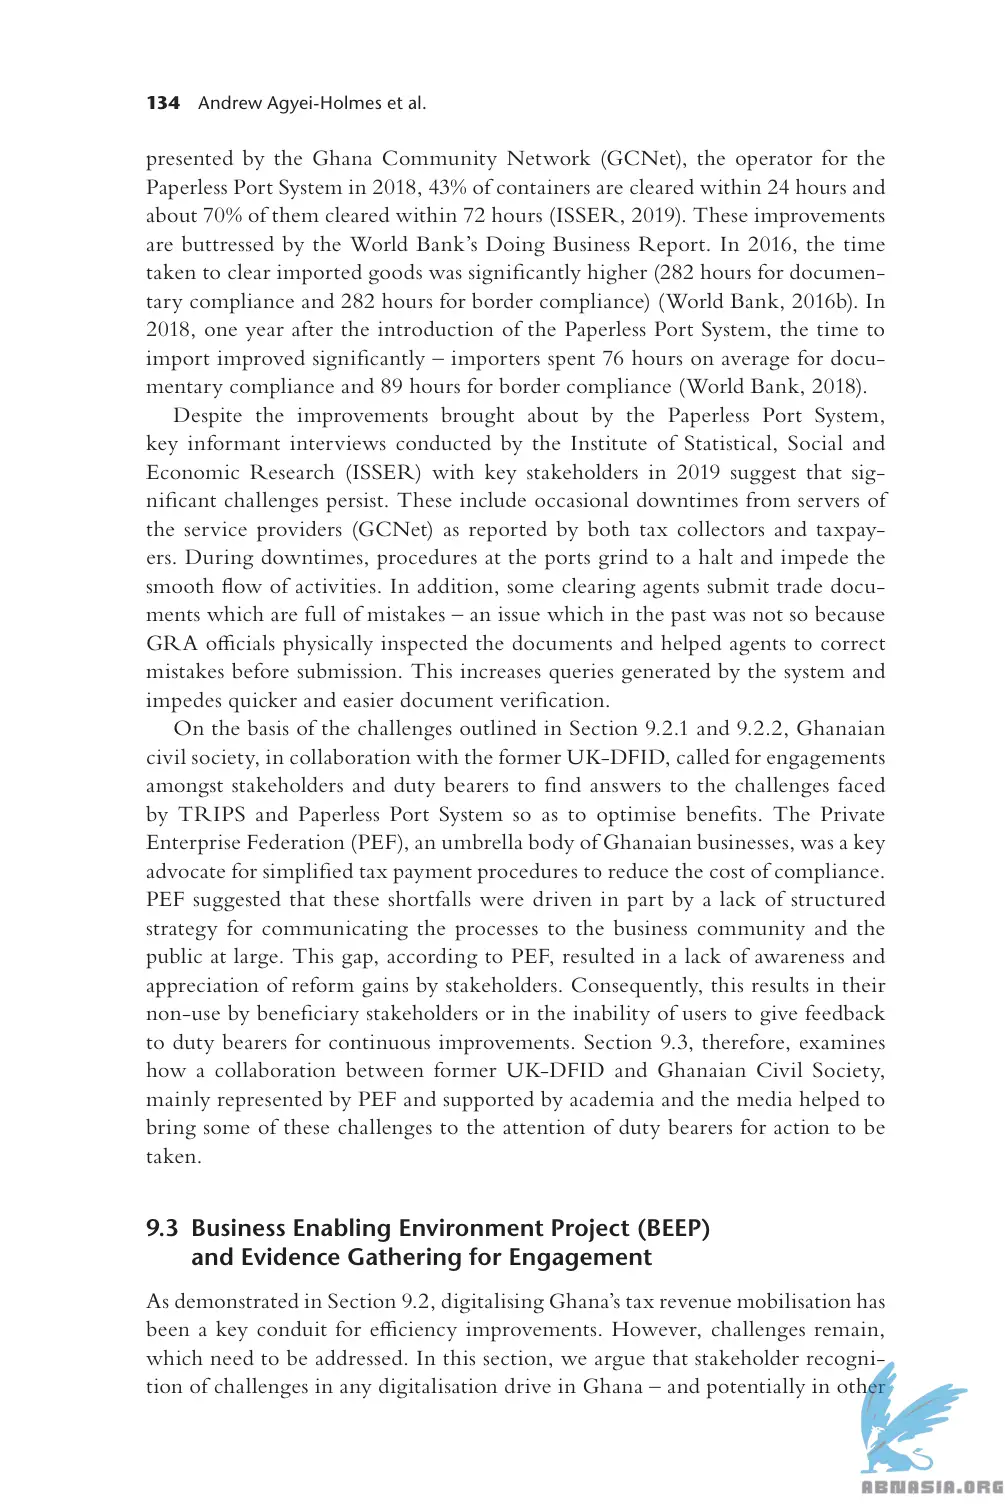 134 Andrew Agyei-Holmes et al.
presented by the Ghana Community Network (GCNet), the operator for the
Paperless Port System in 2018, 43% of containers are cleared within 24 hours and
about 70% of them cleared within 72 hours (ISSER, 2019). These improvements
are buttressed by the World Bank's Doing Business Report. In 2016, the time
taken to clear imported goods was significantly higher (282 hours for documen-
tary compliance and 282 hours for border compliance) (World Bank, 2016b). In
2018, one year after the introduction of the Paperless Port System, the time to
import improved significantly – importers spent 76 hours on average for docu-
mentary compliance and 89 hours for border compliance (World Bank, 2018).
Despite the improvements brought about by the Paperless Port System,
key informant interviews conducted by the Institute of Statistical, Social and
Economic Research (ISSER) with key stakeholders in 2019 suggest that sig-
nificant challenges persist. These include occasional downtimes from servers of
the service providers (GCNet) as reported by both tax collectors and taxpay-
ers. During downtimes, procedures at the ports grind to a halt and impede the
smooth flow of activities. In addition, some clearing agents submit trade docu-
ments which are full of mistakes – an issue which in the past was not so because
GRA officials physically inspected the documents and helped agents to correct
mistakes before submission. This increases queries generated by the system and
impedes quicker and easier document verification.
On the basis of the challenges outlined in Section 9.2.1 and 9.2.2, Ghanaian
civil society, in collaboration with the former UK-DFID, called for engagements
amongst stakeholders and duty bearers to find answers to the challenges faced
by TRIPS and Paperless Port System so as to optimise benefits. The Private
Enterprise Federation (PEF), an umbrella body of Ghanaian businesses, was a key
advocate for simplified tax payment procedures to reduce the cost of compliance.
PEF suggested that these shortfalls were driven in part by a lack of structured
strategy for communicating the processes to the business community and the
public at large. This gap, according to PEF, resulted in a lack of awareness and
appreciation of reform gains by stakeholders. Consequently, this results in their
non-use by beneficiary stakeholders or in the inability of users to give feedback
to duty bearers for continuous improvements. Section 9.3, therefore, examines
how a collaboration between former UK-DFID and Ghanaian Civil Society,
mainly represented by PEF and supported by academia and the media helped to
bring some of these challenges to the attention of duty bearers for action to be
taken.
9.3 Business Enabling Environment Project (BEEP)
and Evidence Gathering for Engagement
As demonstrated in Section 9.2, digitalising Ghana's tax revenue mobilisation has
been a key conduit for efficiency improvements. However, challenges remain,
which need to be addressed. In this section, we argue that stakeholder recogni-
tion of challenges in any digitalisation drive in Ghana – and potentially in other
ABNASIA.ORG